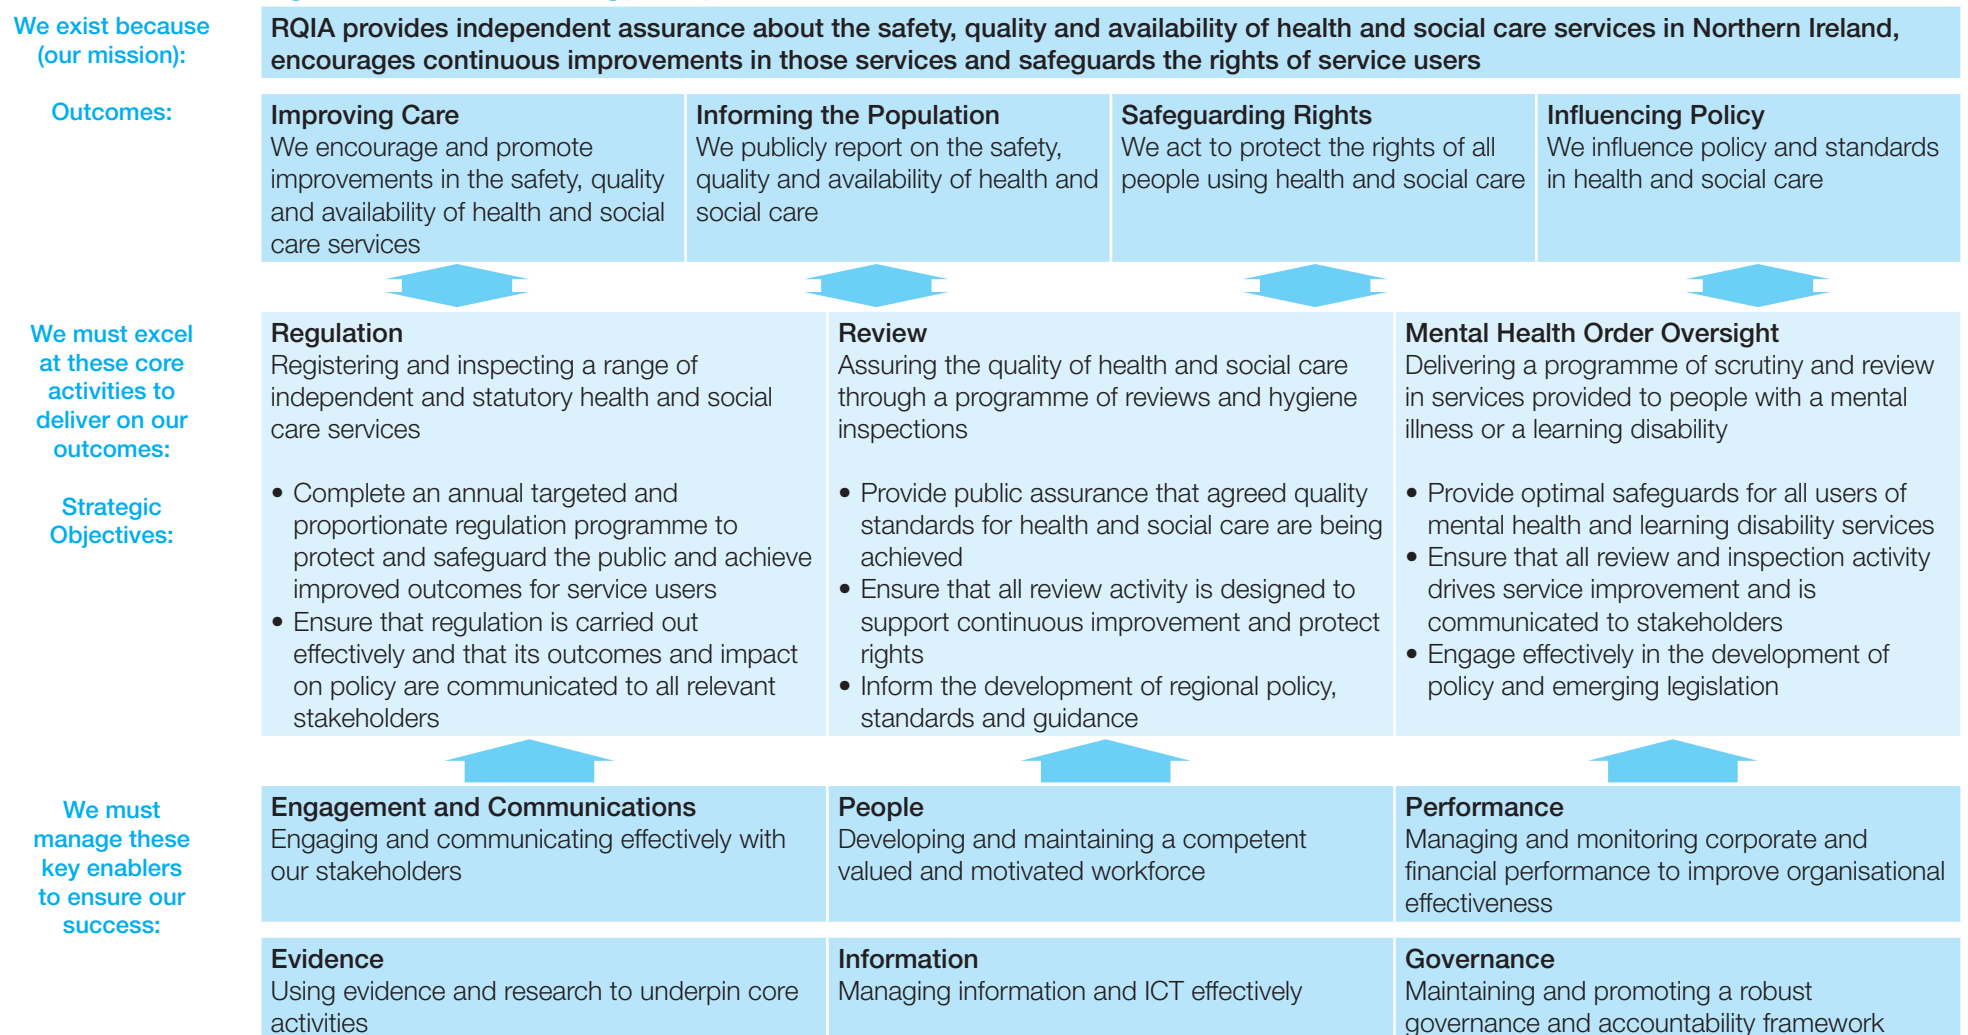 We exist because
(our mission):
RQIA provides independent assurance about the safety, quality and availability of health and social care services in Northern Ireland,
encourages continuous improvements in those services and safeguards the rights of service users
Outcomes:
Improving Care
We encourage and promote
improvements in the safety, quality
and availability of health and social
care services
Informing the Population
We publicly report on the safety,
quality and availability of health and
social care
Safeguarding Rights
We act to protect the rights of all
people using health and social care
Influencing Policy
We influence policy and standards
in health and social care
We must excel
at these core
activities to
deliver on our
outcomes:
Strategic
Objectives:
Regulation
Registering and inspecting a range of
independent and statutory health and social
care services
• Complete an annual targeted and
proportionate regulation programme to
protect and safeguard the public and achieve
improved outcomes for service users
• Ensure that regulation is carried out
effectively and that its outcomes and impact
on policy are communicated to all relevant
stakeholders
Review
Assuring the quality of health and social care
through a programme of reviews and hygiene
inspections
• Provide public assurance that agreed quality
standards for health and social care are being
achieved
• Ensure that all review activity is designed to
support continuous improvement and protect
rights
• Inform the development of regional policy,
standards and guidance
Mental Health Order Oversight
Delivering a programme of scrutiny and review
in services provided to people with a mental
illness or a learning disability
• Provide optimal safeguards for all users of
mental health and learning disability services
• Ensure that all review and inspection activity
drives service improvement and is
communicated to stakeholders
• Engage effectively in the development of
policy and emerging legislation
We must
manage these
key enablers
to ensure our
success:
Engagement and Communications
Engaging and communicating effectively with
our stakeholders
People
Developing and maintaining a competent
valued and motivated workforce
Performance
Managing and monitoring corporate and
financial performance to improve organisational
effectiveness
Evidence
Using evidence and research to underpin core
activities
Information
Managing information and ICT effectively
Governance
Maintaining and promoting a robust
governance and accountability framework